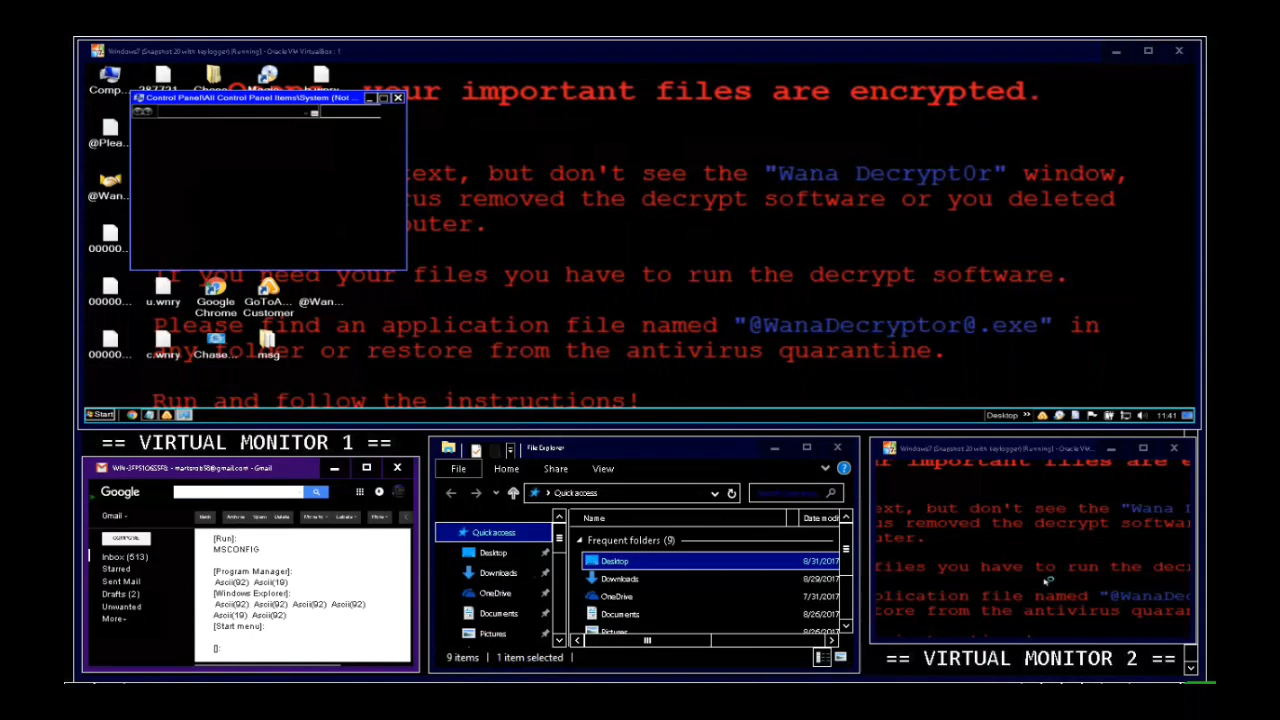 Windows7 (Snapshot 20 with keylogger) [Running] - Oracle VM VirtualBox : 1
Comp...
your important files are encrypted.
Control Panel\All Control Panel Items\System (Not ...
@Plea...
text, but don't see the "Wana Decrypt0r" window,
@Wan...
rus removed the decrypt software or you deleted
puter.
00000...
If you need your files you have to run the decrypt software.
00000...
u.wnry
Google Chrome
GoToA... Customer
@Wan...
Please find an application file named "@WanaDecryptor@.exe" in
any folder or restore from the antivirus quarantine.
00000...
c.wnry
Chase...
msg
Run and follow the instructions!
Start
Desktop
11:41
== VIRTUAL MONITOR 1 ==
Gmail
Google
Gmail
COMPOSE
Inbox (513)
Starred
Sent Mail
Drafts (2)
Unwanted
More
[Run]:
MSCONFIG
[Program Manager]:
Ascii(92) Ascii(19)
[Windows Explorer]:
Ascii(92) Ascii(92) Ascii(92) Ascii(92)
Ascii(19) Ascii(92)
[Start menu]:
[]:
File Explorer
File Home Share View
Quick access
Name
Date modi
Quick access
Desktop
Downloads
OneDrive
Documents
Pictures
Frequent folders (9)
Desktop 8/31/2017
Downloads 8/29/2017
OneDrive 7/31/2017
Documents 8/26/2017
Pictures 8/26/2017
9 items 1 item selected
Windows7 (Snapshot 20 with keylogger) [Running] - Oracle VM...
ur important files are e
ext, but don't see the "Wana I
us removed the decrypt softwa
uter.
files you have to run the decr
plication file named "@WanaDec
tore from the antivirus quaran
== VIRTUAL MONITOR 2 ==